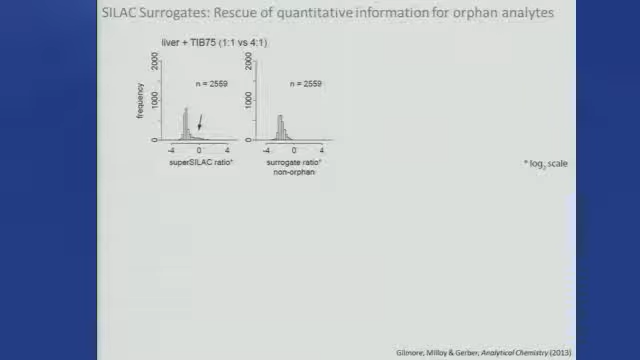 SILAC Surrogates: Rescue of quantitative information for orphan analytes
liver + TIB75 (1:1 vs 4:1)
2000
1000
0
frequency
n = 2559
-4 0 4
superSILAC ratio*
2000
1000
0
n = 2559
-4 0 4
surrogate ratio*
non-orphan
* log2 scale
Gilmore, Milloy & Gerber, Analytical Chemistry (2013)